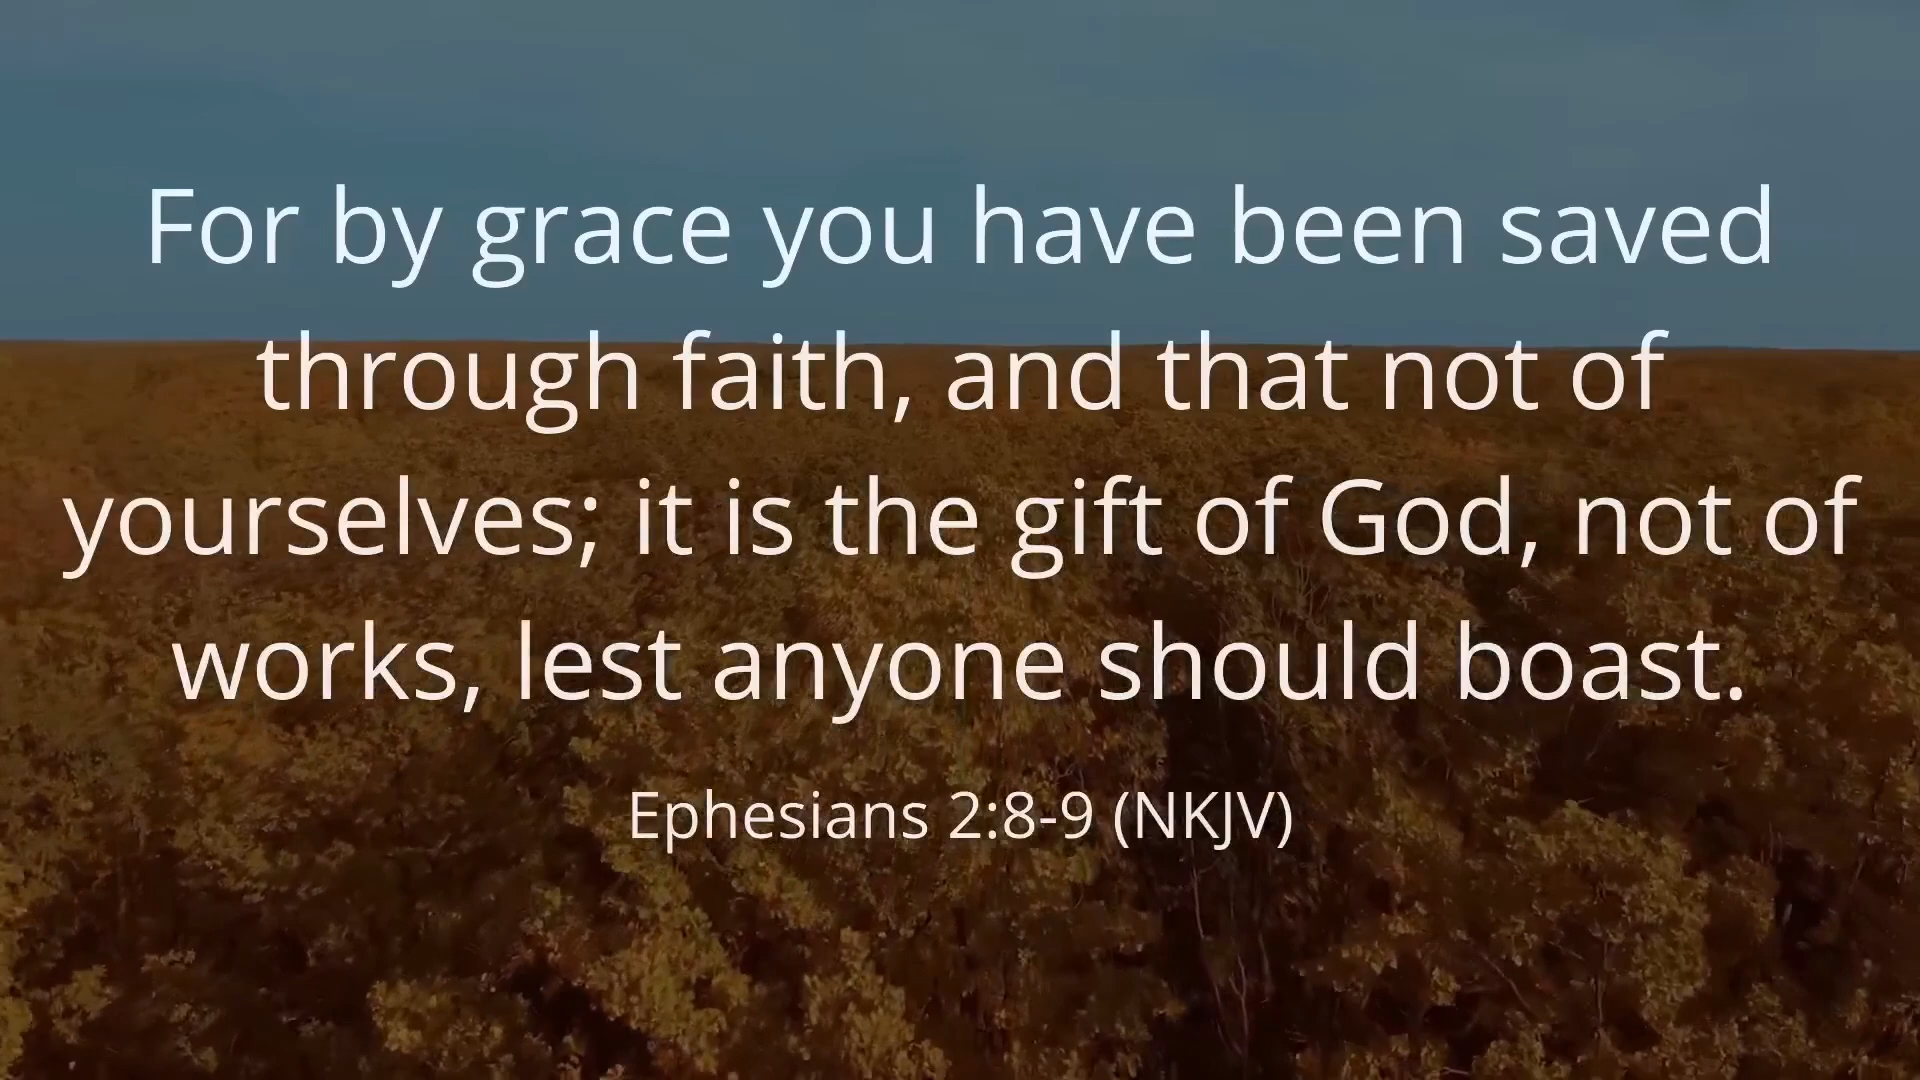 For by grace you have been saved
through faith, and that not of
yourselves; it is the gift of God, not of
works, lest anyone should boast.
Ephesians 2:8-9 (NKJV)